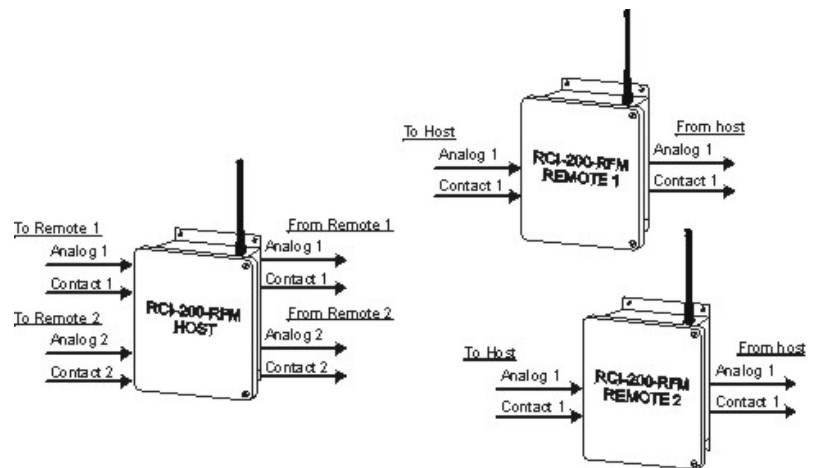 To Remote 1
Analog 1
Contact 1
To Remote 2
Analog 2
Contact 2
RCI-200-RFM
HOST
From Remote 1
Analog 1
Contact 1
From Remote 2
Analog 2
Contact 2
To Host
Analog 1
Contact 1
RCI-200-RFM
REMOTE 1
From host
Analog 1
Contact 1
To Host
Analog 1
Contact 1
RCI-200-RFM
REMOTE 2
From host
Analog 1
Contact 1